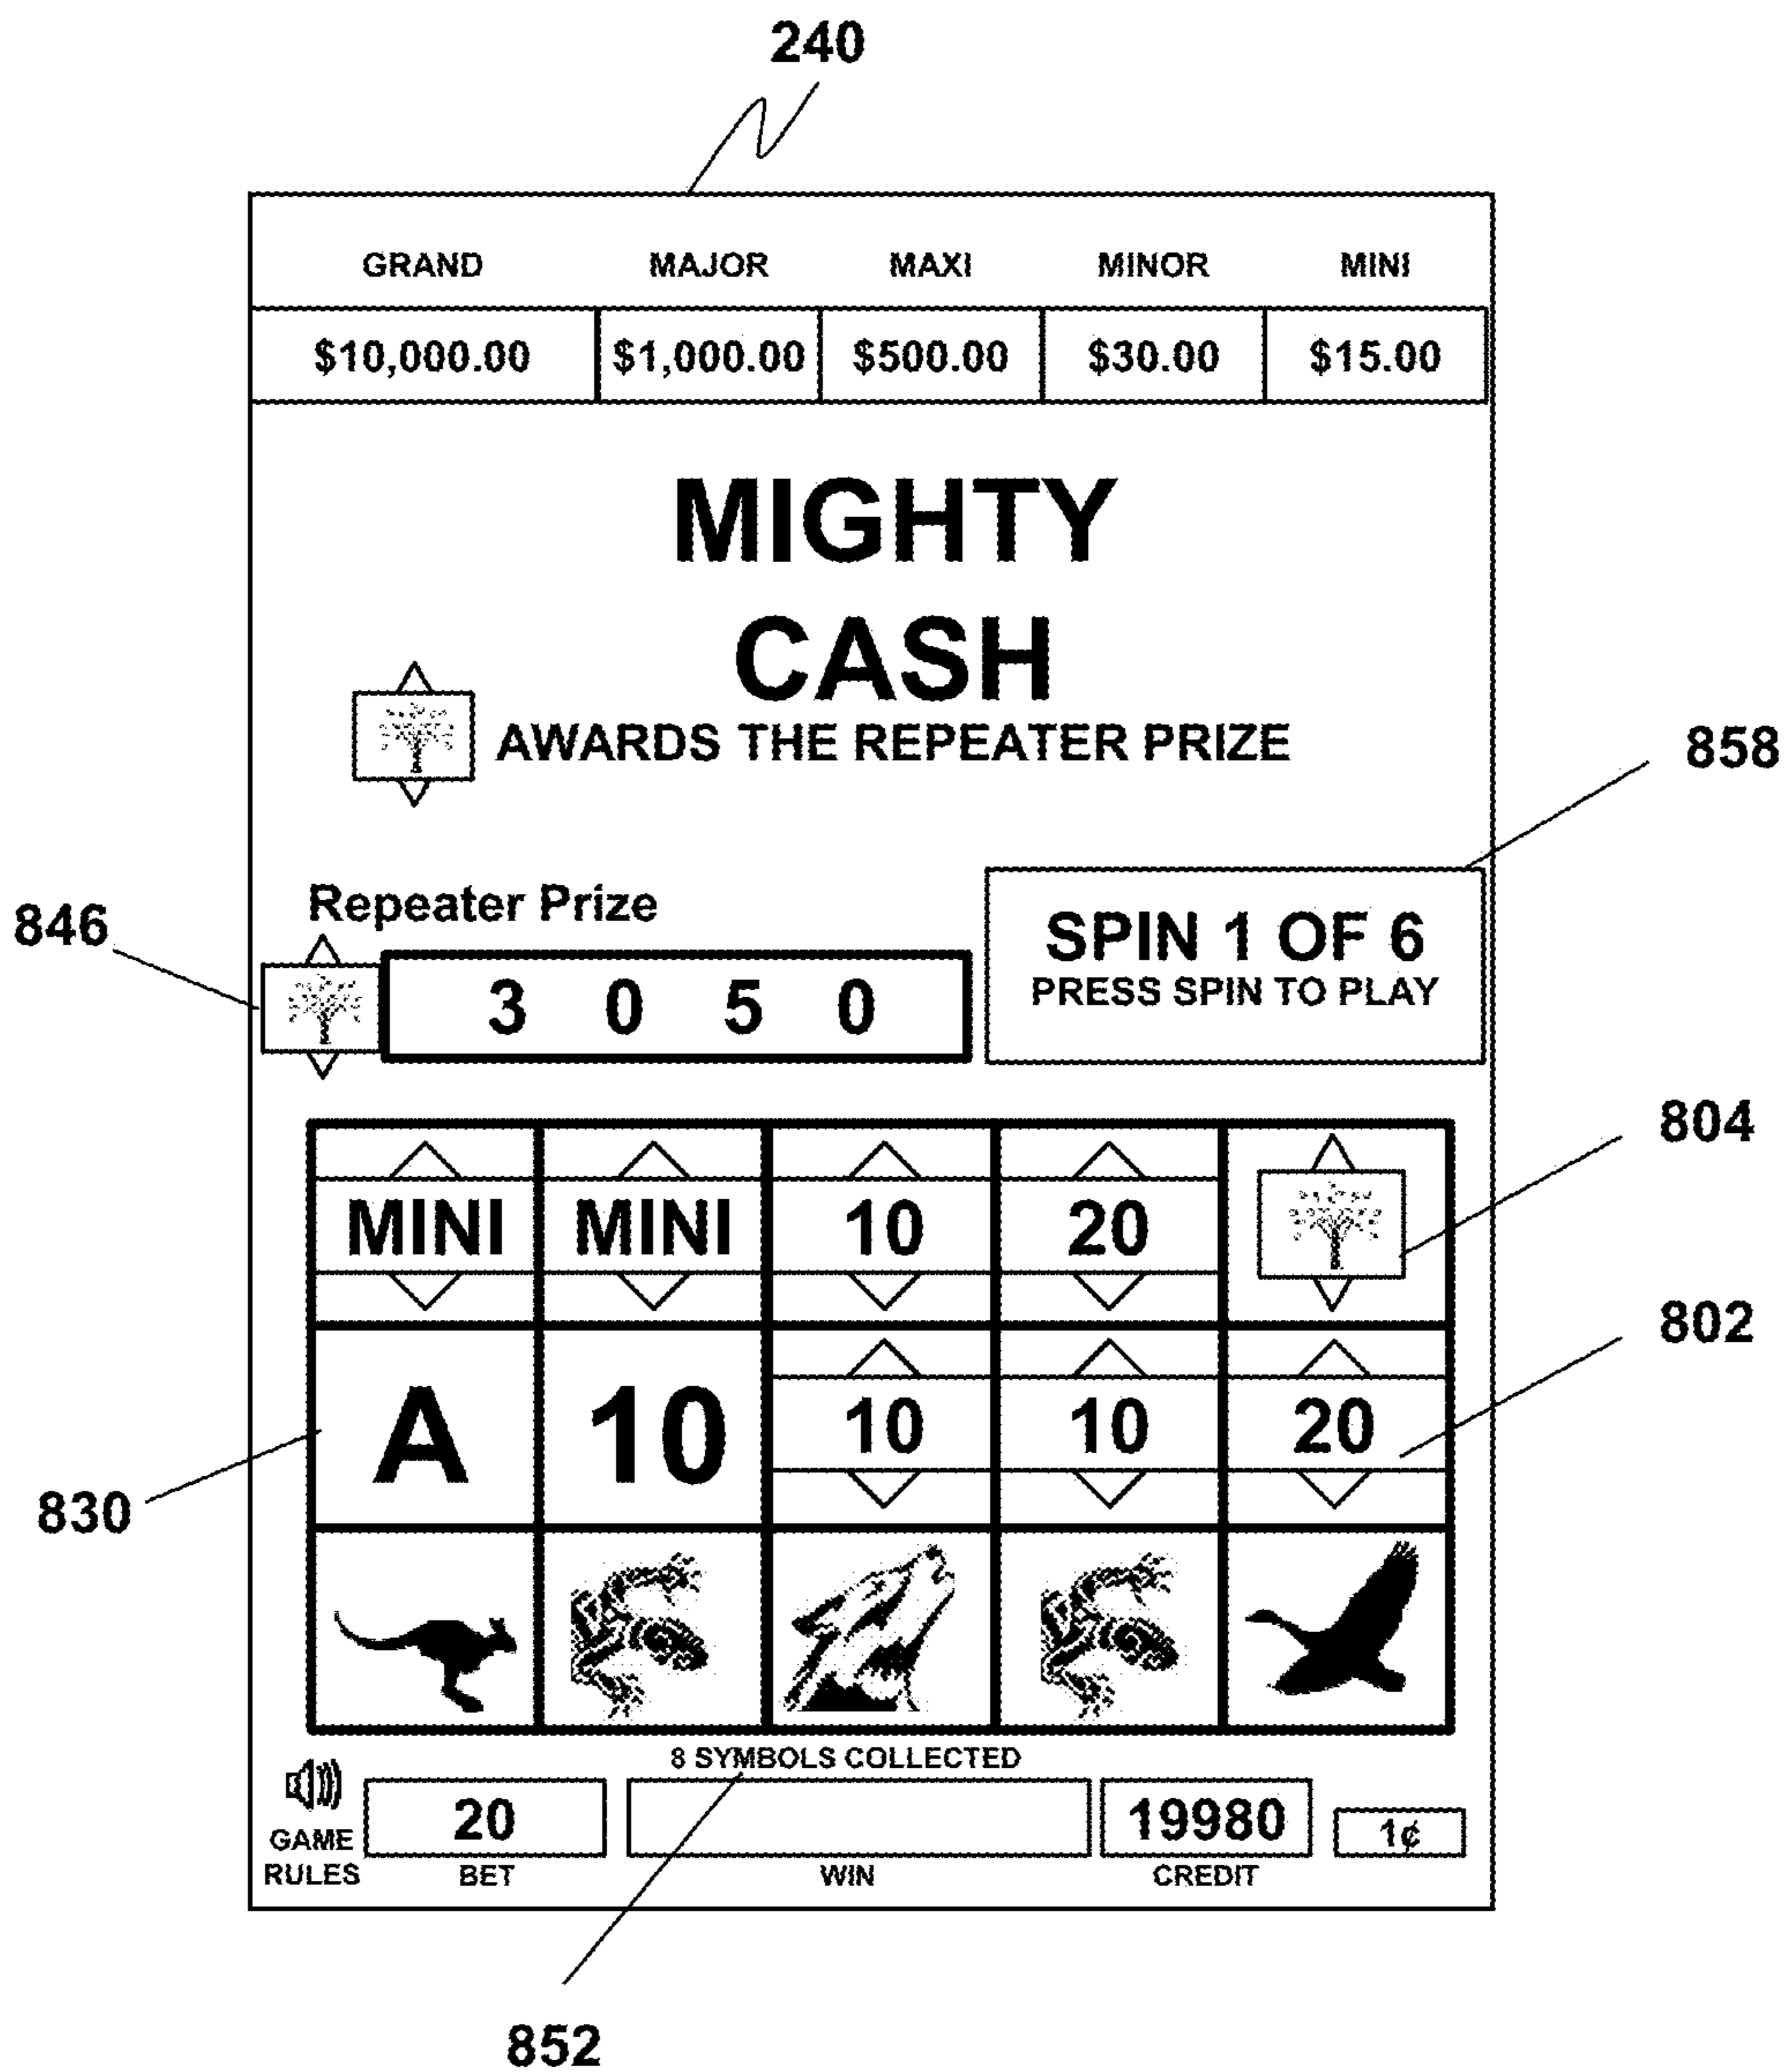 240
GRAND MAJOR MAXI MINOR MINI
$10,000.00 $1,000.00 $500.00 $30.00 $15.00
MIGHTY
CASH
AWARDS THE REPEATER PRIZE
858
Repeater Prize
846
SPIN 1 OF 6
PRESS SPIN TO PLAY
3 0 5 0
804
MINI MINI 10 20
802
A 10 10 10 20
830
8 SYMBOLS COLLECTED
20 19980 1¢
GAME
RULES BET WIN CREDIT
852